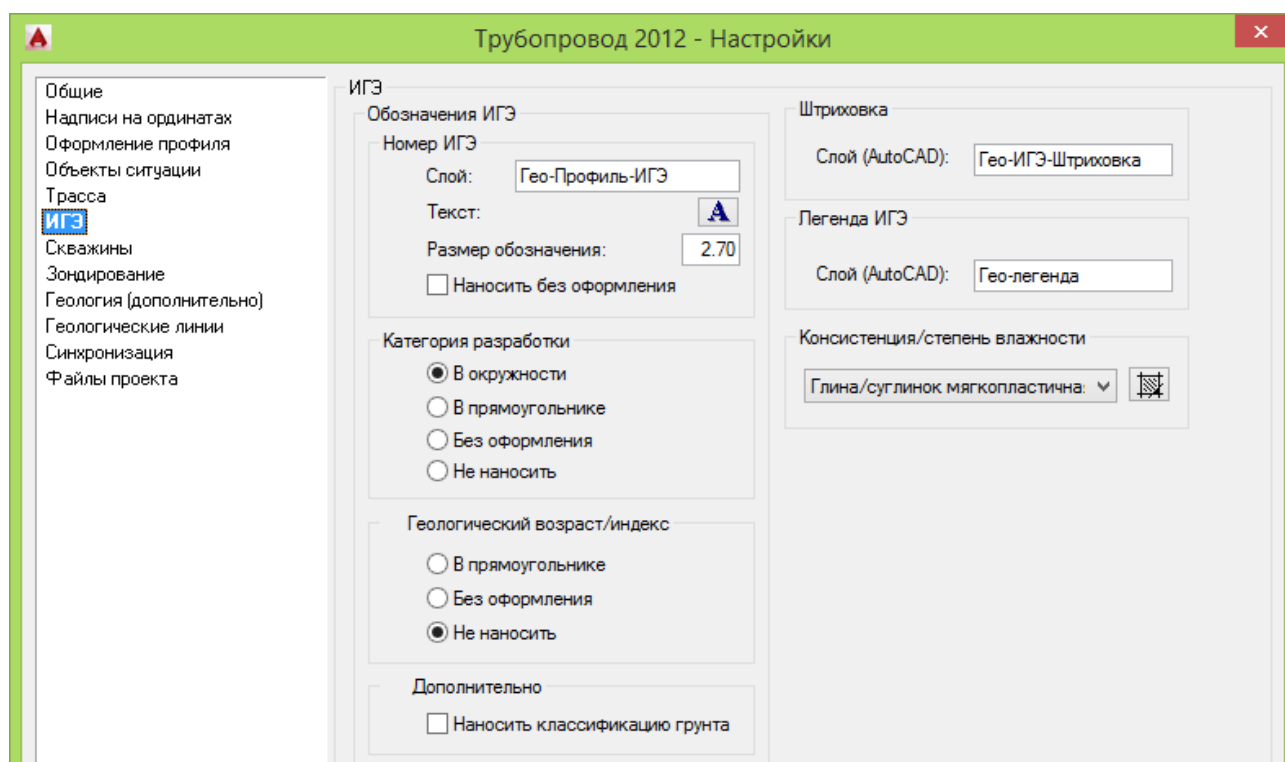 Трубопровод 2012 - Настройки
Общие
Надписи на ординатах
Оформление профиля
Объекты ситуации
Трасса
ИГЭ
Скважины
Зондирование
Геология (дополнительно)
Геологические линии
Синхронизация
Файлы проекта
ИГЭ
Обозначения ИГЭ
Номер ИГЭ
Слой: Гео-Профиль-ИГЭ
Текст: A
Размер обозначения: 2.70
Наносить без оформления
Категория разработки
В окружности
В прямоугольнике
Без оформления
Не наносить
Геологический возраст/индекс
В прямоугольнике
Без оформления
Не наносить
Дополнительно
Наносить классификацию грунта
Штриховка
Слой (AutoCAD): Гео-ИГЭ-Штриховка
Легенда ИГЭ
Слой (AutoCAD): Гео-легенда
Консистенция/степень влажности
Глина/суглинок мягкопластична